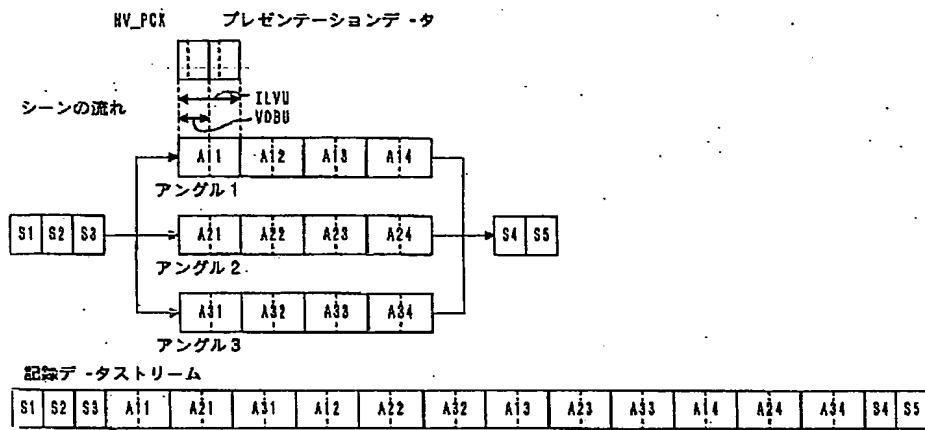 HV_PCK プレゼンテーションデ-タ
シーンの流れ
ILVU
VOBU
A11 A12 A13 A14
アングル1
S1 S2 S3 A21 A22 A23 A24 S4 S5
アングル2
A31 A32 A33 A34
アングル3
記録デ-タストリーム
S1 S2 S3 A11 A21 A31 A12 A22 A32 A13 A23 A33 A14 A24 A34 S4 S5